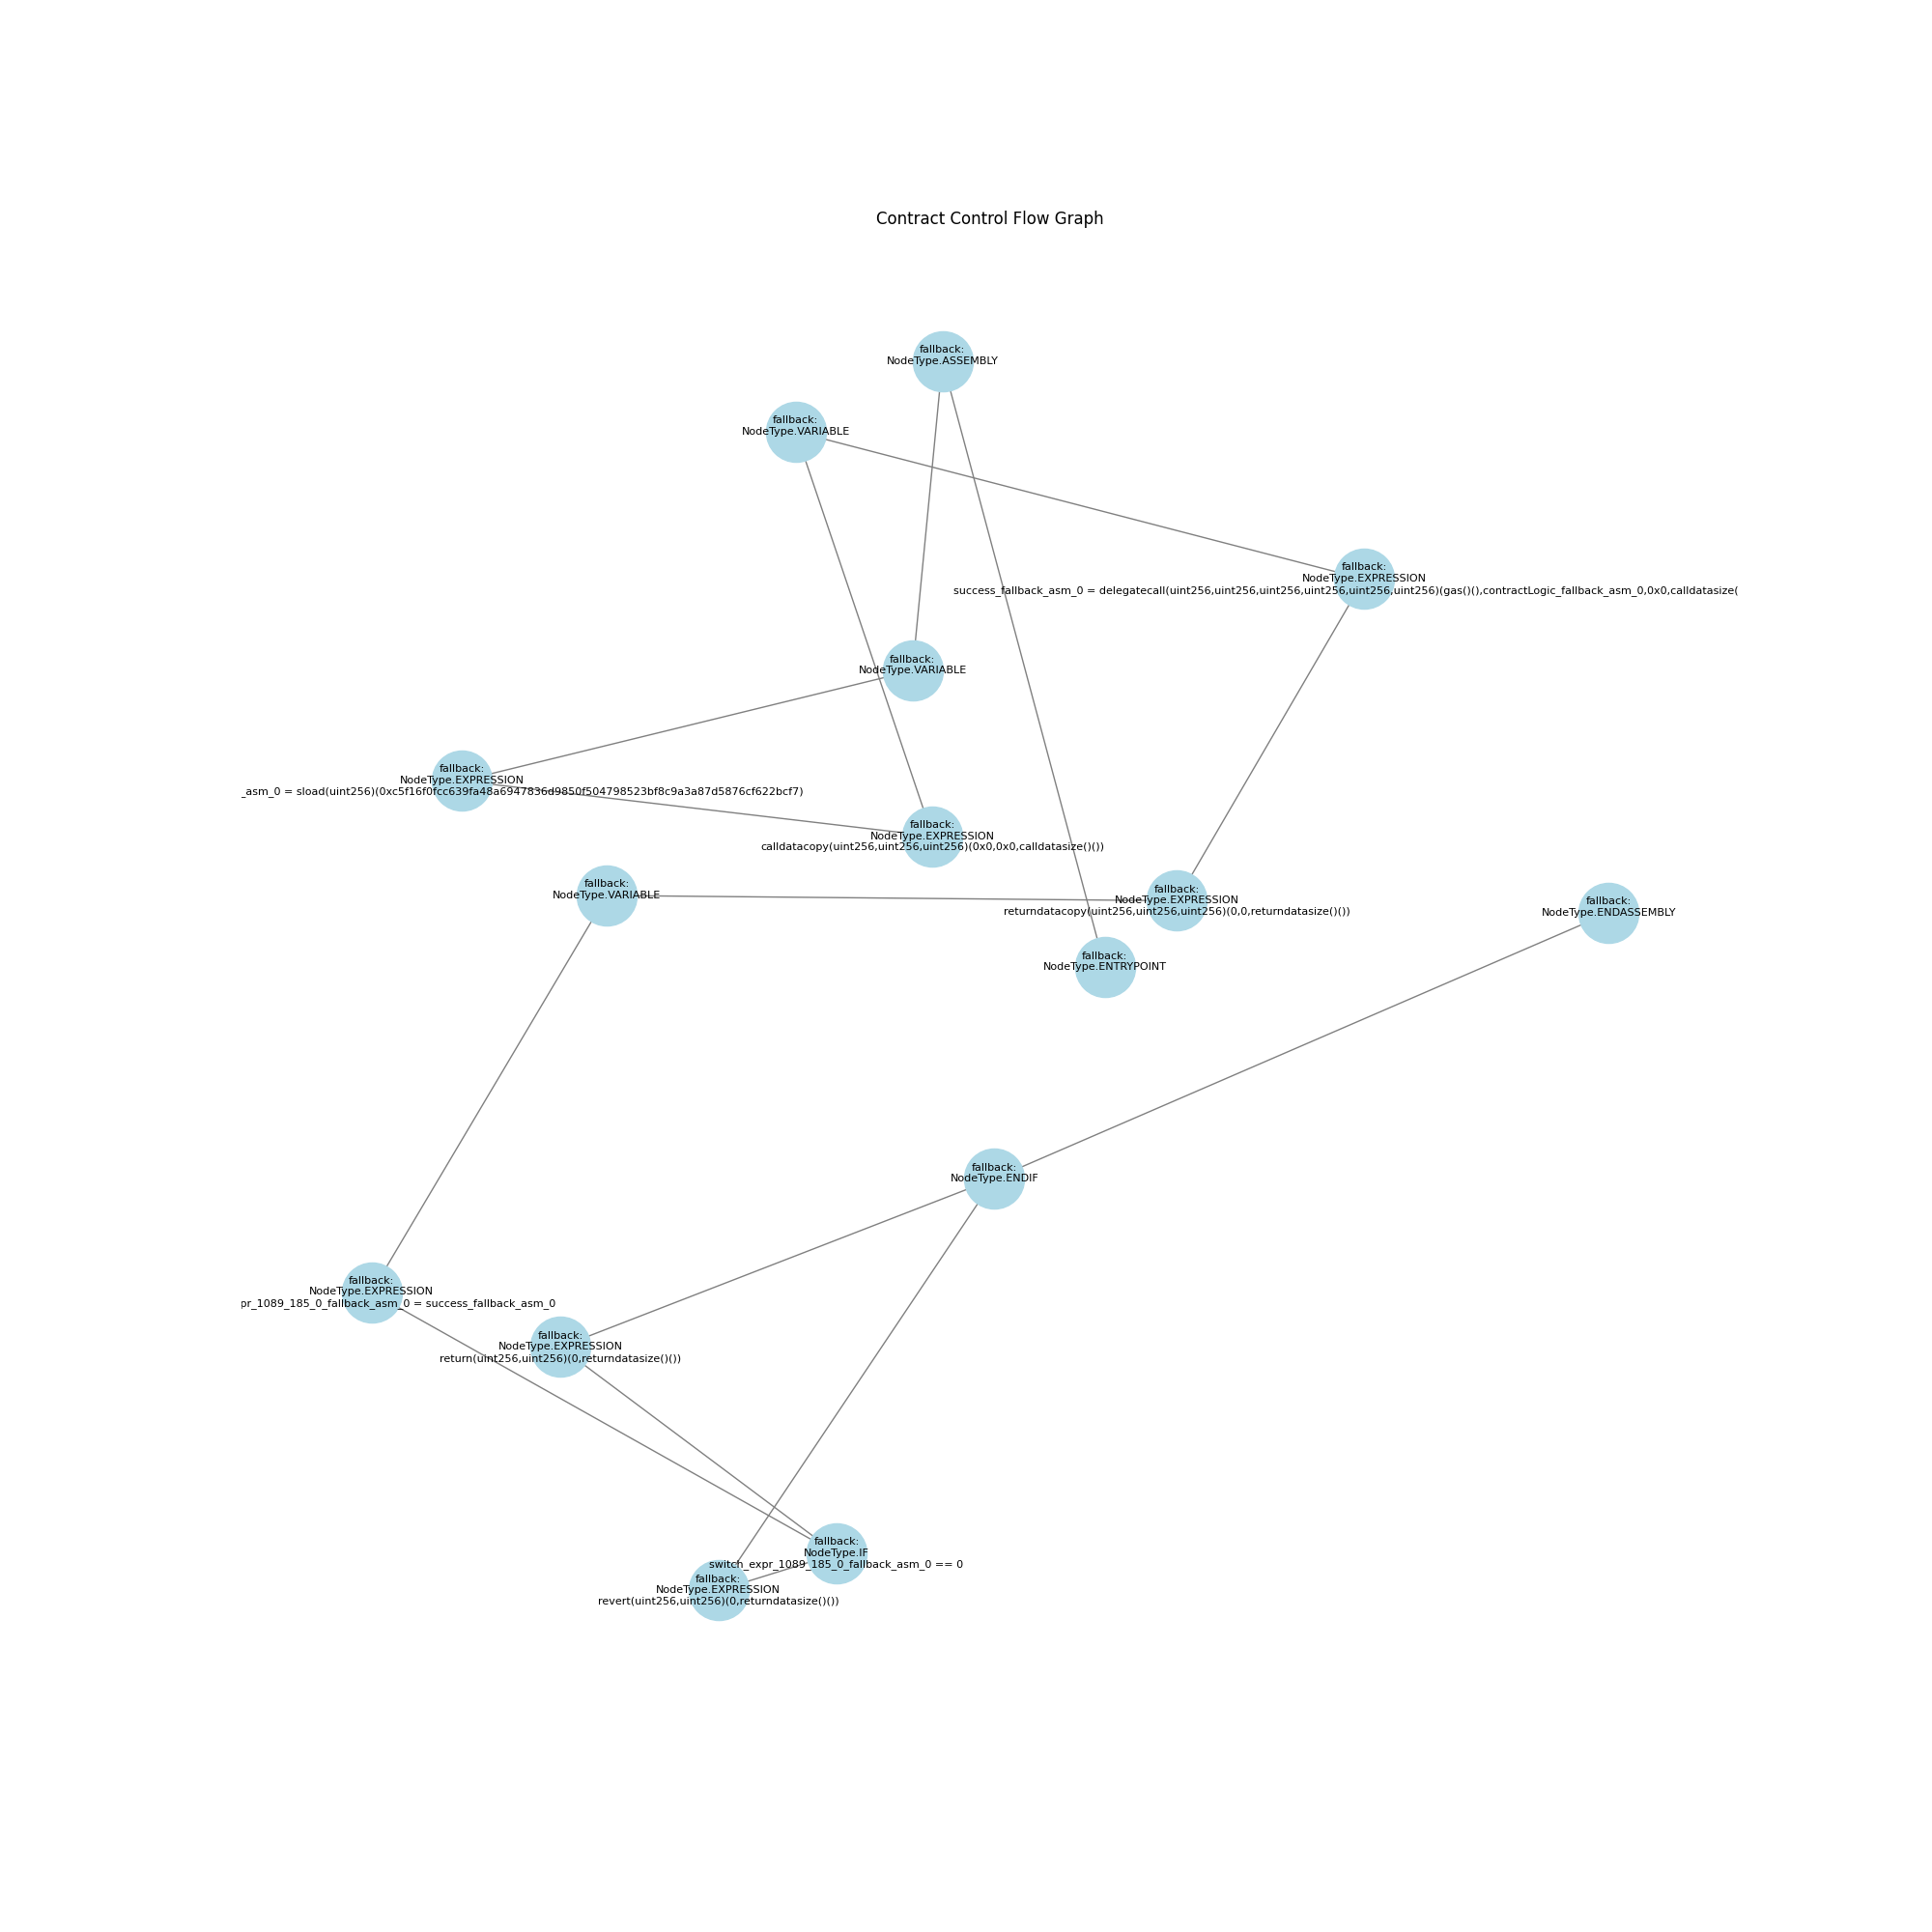 Contract Control Flow Graph
fallback:
NodeType.ASSEMBLY
fallback:
NodeType.VARIABLE
fallback:
NodeType.EXPRESSION
success_fallback_asm_0 = delegatecall(uint256,uint256,uint256,uint256,uint256,uint256)(gas()(),contractLogic_fallback_asm_0,0x0,calldatasize(
fallback:
NodeType.VARIABLE
fallback:
NodeType.EXPRESSION
_asm_0 = sload(uint256)(0xc5f16f0fcc639fa48a6947836d9850f504798523bf8c9a3a87d5876cf622bcf7)
fallback:
NodeType.EXPRESSION
calldatacopy(uint256,uint256,uint256)(0x0,0x0,calldatasize()())
fallback:
NodeType.VARIABLE
fallback:
NodeType.EXPRESSION
returndatacopy(uint256,uint256,uint256)(0,0,returndatasize()())
fallback:
NodeType.ENDASSEMBLY
fallback:
NodeType.ENTRYPOINT
fallback:
NodeType.ENDIF
fallback:
NodeType.EXPRESSION
pr_1089_185_0_fallback_asm_0 = success_fallback_asm_0
fallback:
NodeType.EXPRESSION
return(uint256,uint256)(0,returndatasize()())
fallback:
NodeType.IF
switch_expr_1089_185_0_fallback_asm_0 == 0
fallback:
NodeType.EXPRESSION
revert(uint256,uint256)(0,returndatasize()())